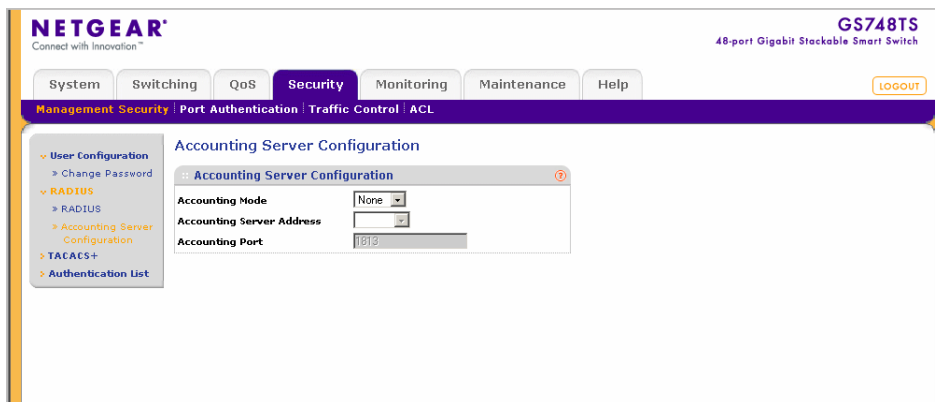 NETGEAR®
Connect with Innovation™
GS748TS
48-port Gigabit Stackable Smart Switch
System Switching QoS Security Monitoring Maintenance Help
LOGOUT
Management Security Port Authentication Traffic Control ACL
User Configuration
» Change Password
RADIUS
» RADIUS
» Accounting Server
Configuration
> TACACS+
> Authentication List
Accounting Server Configuration
Accounting Server Configuration ?
Accounting Mode None
Accounting Server Address
Accounting Port 1813